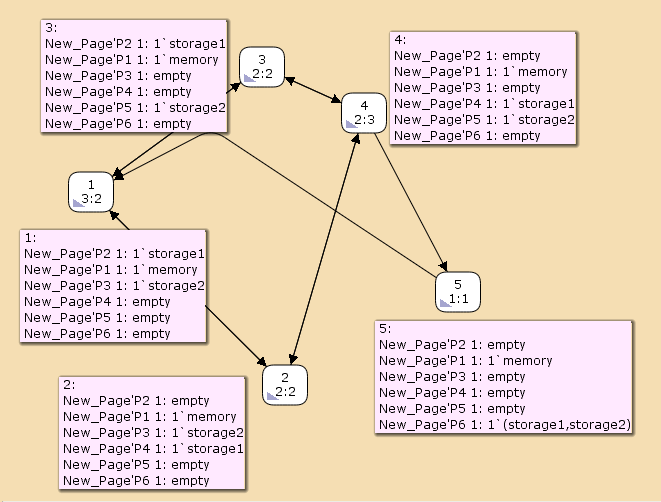 3:
New_Page'P2 1: 1`storage1
New_Page'P1 1: 1`memory
New_Page'P3 1: empty
New_Page'P4 1: empty
New_Page'P5 1: 1`storage2
New_Page'P6 1: empty
3
2:2
4:
New_Page'P2 1: empty
New_Page'P1 1: 1`memory
New_Page'P3 1: empty
New_Page'P4 1: 1`storage1
New_Page'P5 1: 1`storage2
New_Page'P6 1: empty
4
2:3
1
3:2
1:
New_Page'P2 1: 1`storage1
New_Page'P1 1: 1`memory
New_Page'P3 1: 1`storage2
New_Page'P4 1: empty
New_Page'P5 1: empty
New_Page'P6 1: empty
5
1:1
5:
New_Page'P2 1: empty
New_Page'P1 1: 1`memory
New_Page'P3 1: empty
New_Page'P4 1: empty
New_Page'P5 1: empty
New_Page'P6 1: 1`(storage1,storage2)
2
2:2
2:
New_Page'P2 1: empty
New_Page'P1 1: 1`memory
New_Page'P3 1: 1`storage2
New_Page'P4 1: 1`storage1
New_Page'P5 1: empty
New_Page'P6 1: empty